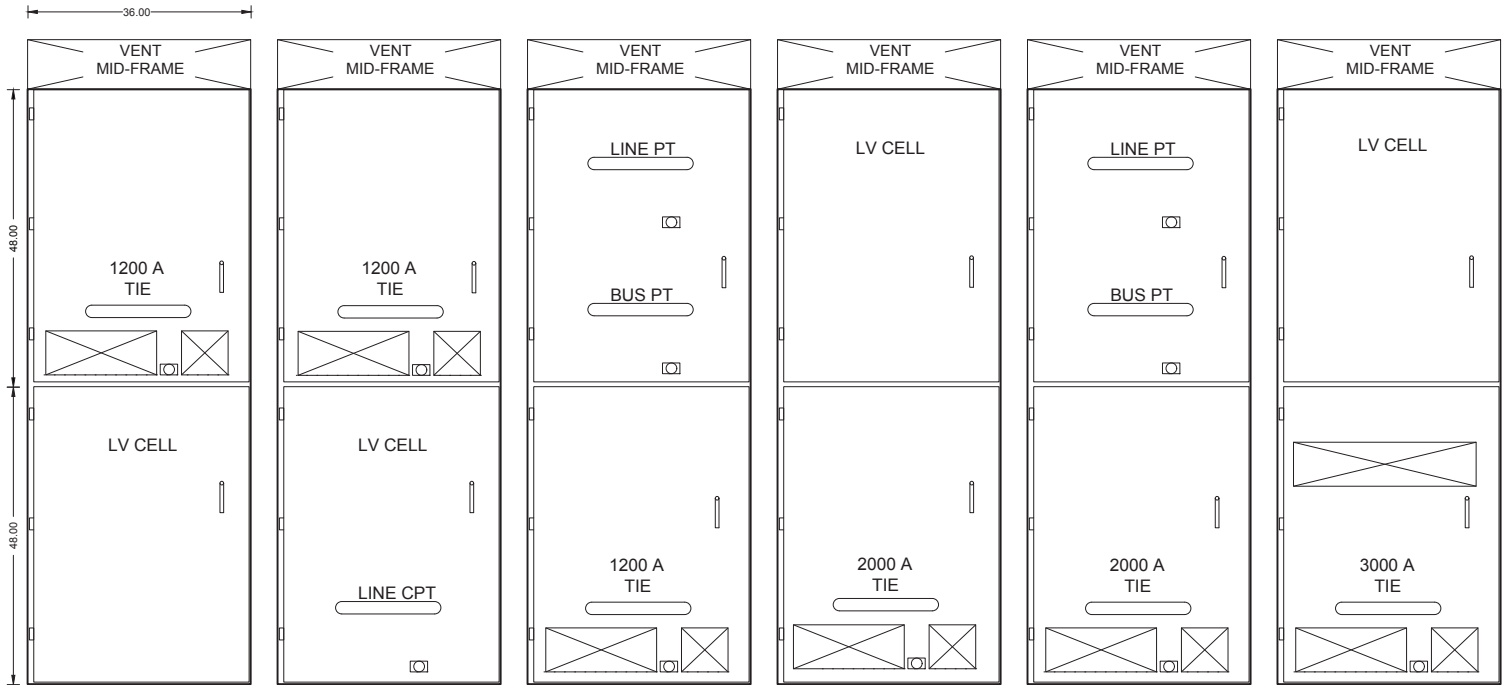 36.00
VENT
MID-FRAME
VENT
MID-FRAME
VENT
MID-FRAME
VENT
MID-FRAME
VENT
MID-FRAME
VENT
MID-FRAME
48.00
1200 A
TIE
1200 A
TIE
LINE PT
BUS PT
LV CELL
LINE PT
BUS PT
LV CELL
48.00
LV CELL
LV CELL
LINE CPT
1200 A
TIE
2000 A
TIE
2000 A
TIE
3000 A
TIE